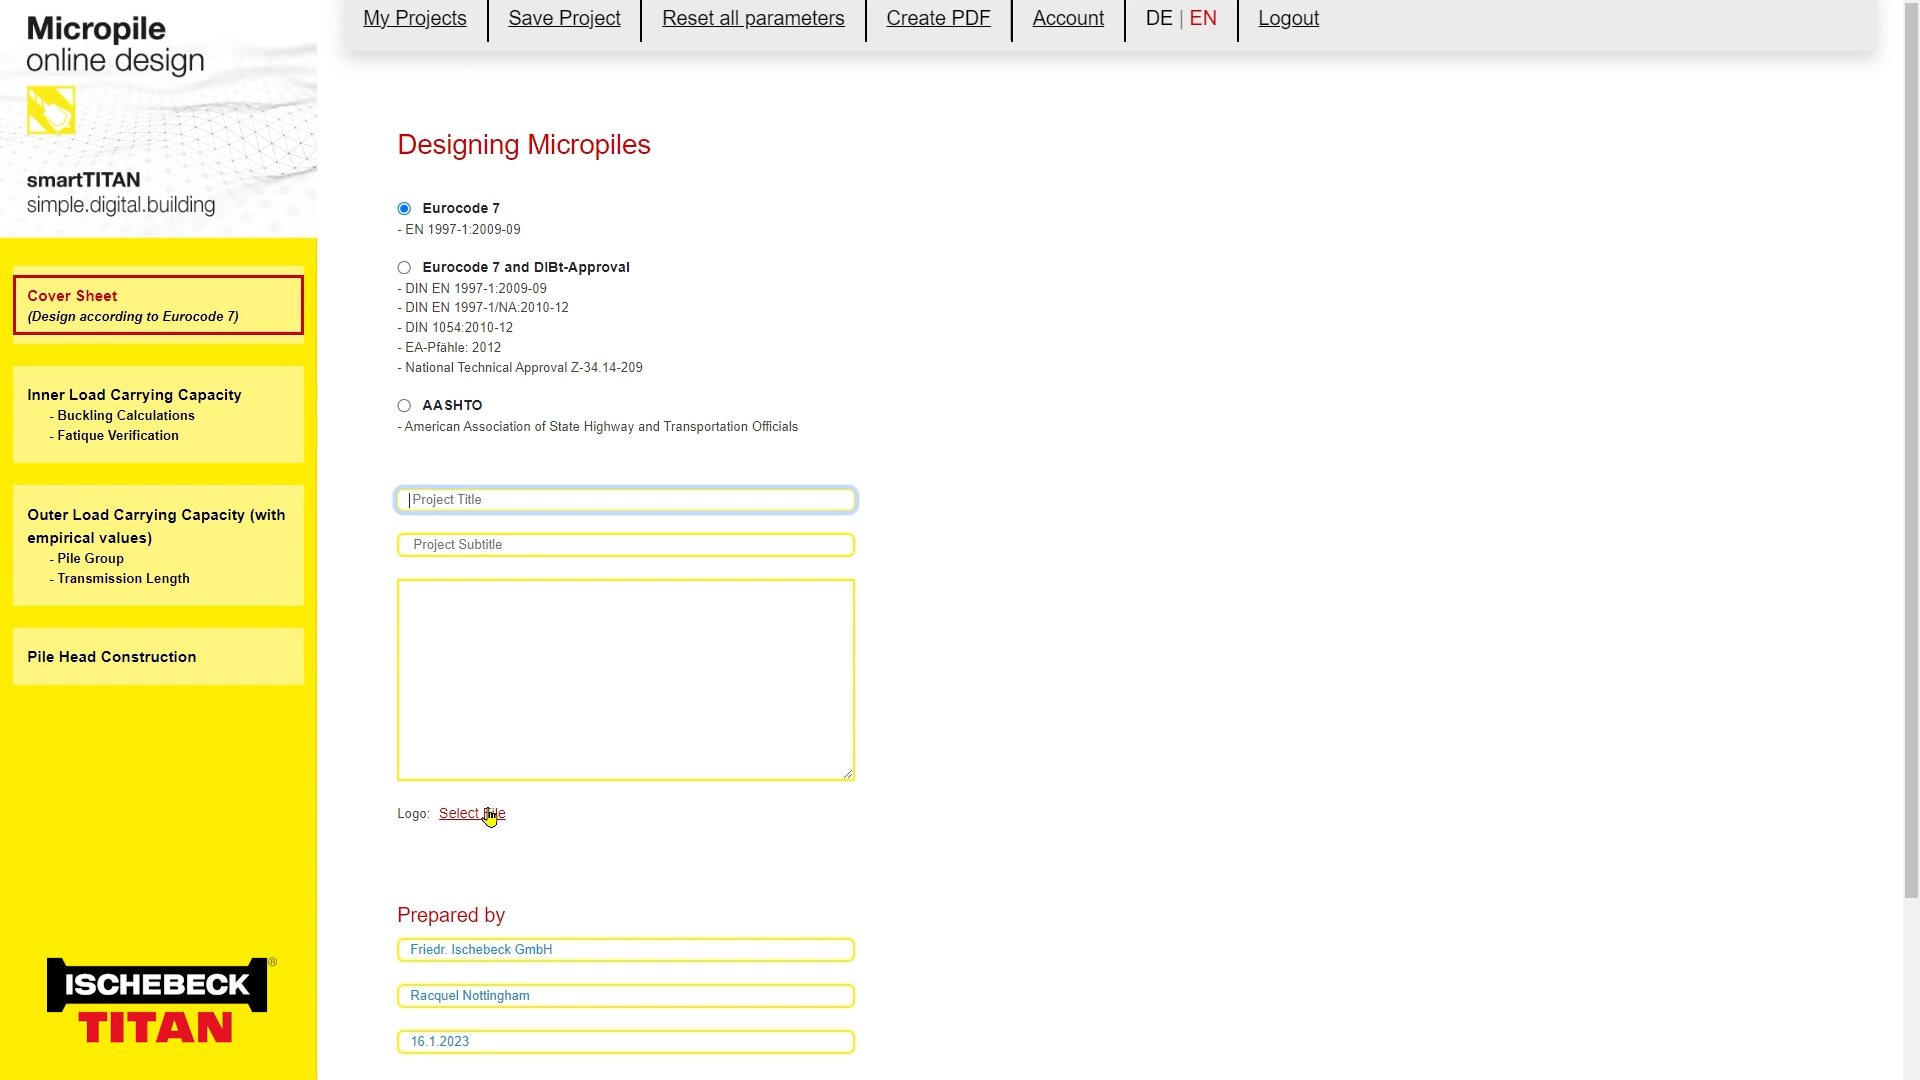 Micropile
online design
smartTITAN
simple.digital.building
Cover Sheet
(Design according to Eurocode 7)
Inner Load Carrying Capacity
- Buckling Calculations
- Fatique Verification
Outer Load Carrying Capacity (with
empirical values)
- Pile Group
- Transmission Length
Pile Head Construction
ISCHEBECK®
TITAN
My Projects
Save Project
Reset all parameters
Create PDF
Account
DE | EN
Logout
Designing Micropiles
Eurocode 7
- EN 1997-1:2009-09
Eurocode 7 and DIBt-Approval
- DIN EN 1997-1:2009-09
- DIN EN 1997-1/NA:2010-12
- DIN 1054:2010-12
- EA-Pfähle: 2012
- National Technical Approval Z-34.14-209
AASHTO
- American Association of State Highway and Transportation Officials
Project Title
Project Subtitle
Logo: Select File
Prepared by
Friedr. Ischebeck GmbH
Racquel Nottingham
16.1.2023